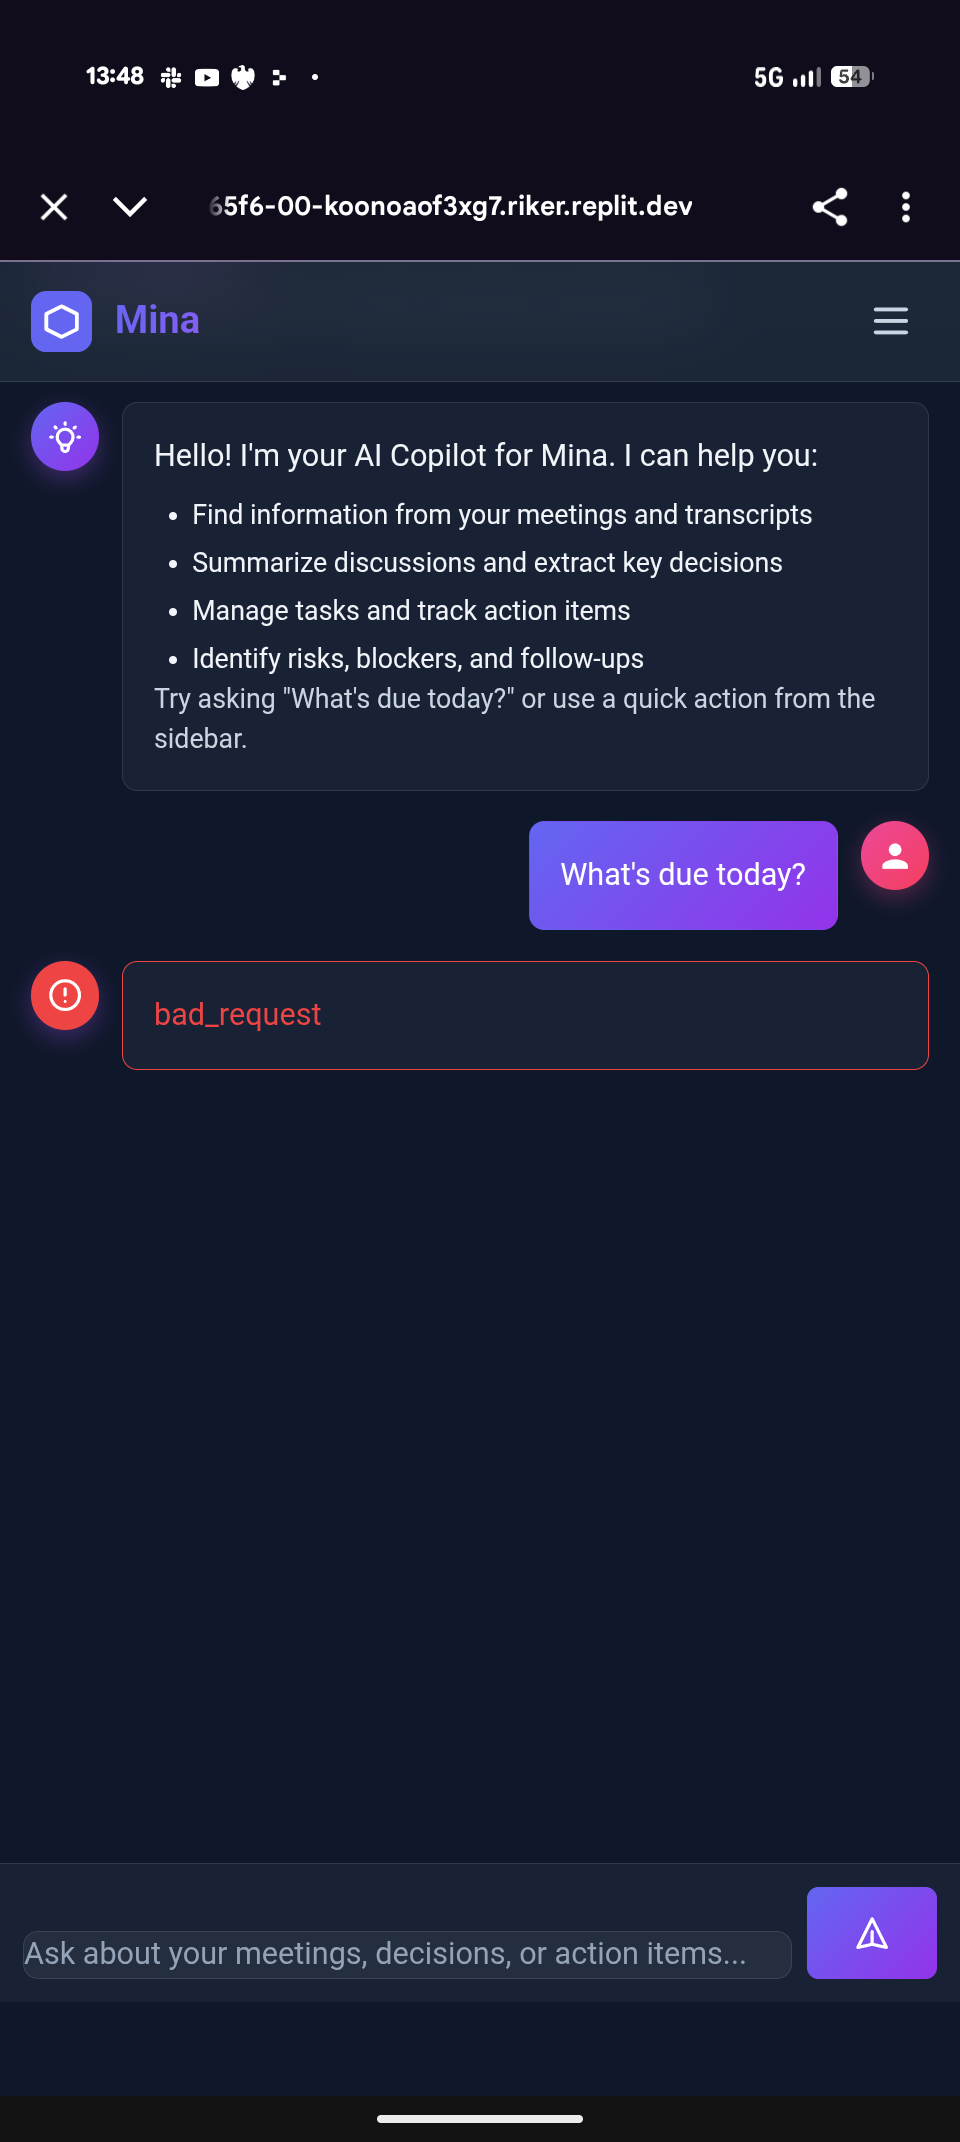 13:48
5G
54
65f6-00-koonoaof3xg7.riker.replit.dev
Mina
Hello! I'm your AI Copilot for Mina. I can help you:
• Find information from your meetings and transcripts
• Summarize discussions and extract key decisions
• Manage tasks and track action items
• Identify risks, blockers, and follow-ups
Try asking "What's due today?" or use a quick action from the
sidebar.
What's due today?
bad_request
Ask about your meetings, decisions, or action items...